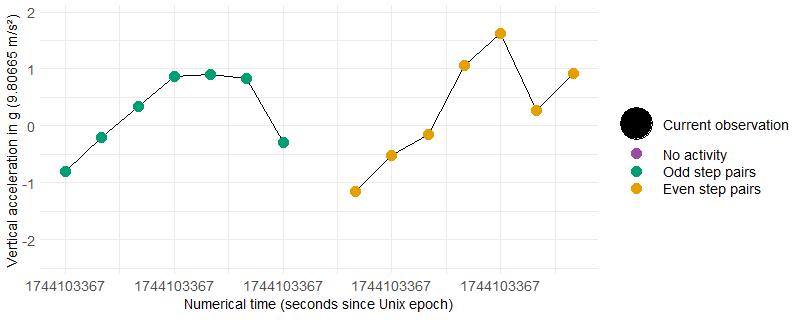 Vertical acceleration in g (9.80665 m/s²)
2
1
0
-1
-2
1744103367 1744103367 1744103367 1744103367 1744103367
Numerical time (seconds since Unix epoch)
Current observation
No activity
Odd step pairs
Even step pairs